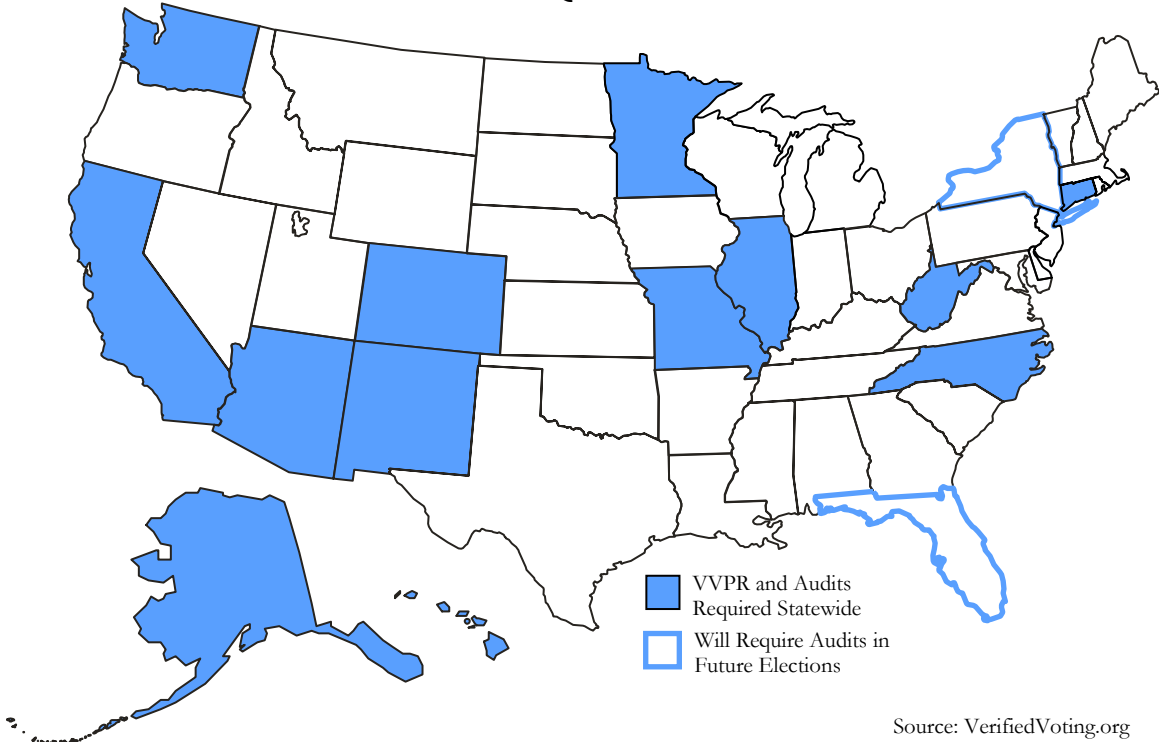 VVPR and Audits
Required Statewide
Will Require Audits in
Future Elections
Source: VerifiedVoting.org